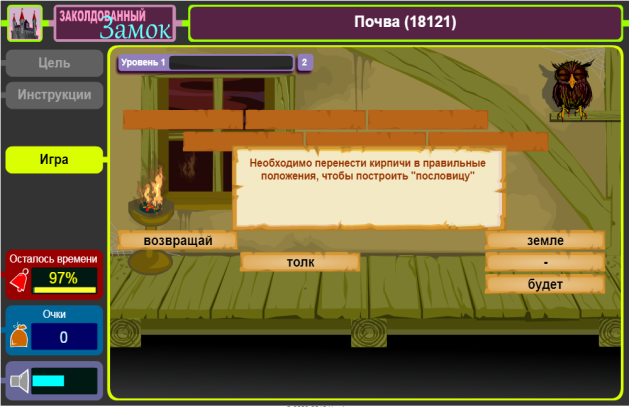 ЗАКОЛДОВАННЫЙ
Замок
Почва (18121)
Цель
Инструкции
Игра
Уровень 1
2
Необходимо перенести кирпичи в правильные
положения, чтобы построить "пословицу"
возвращай
земле
толк
-
будет
Осталось времени
97%
Очки
0